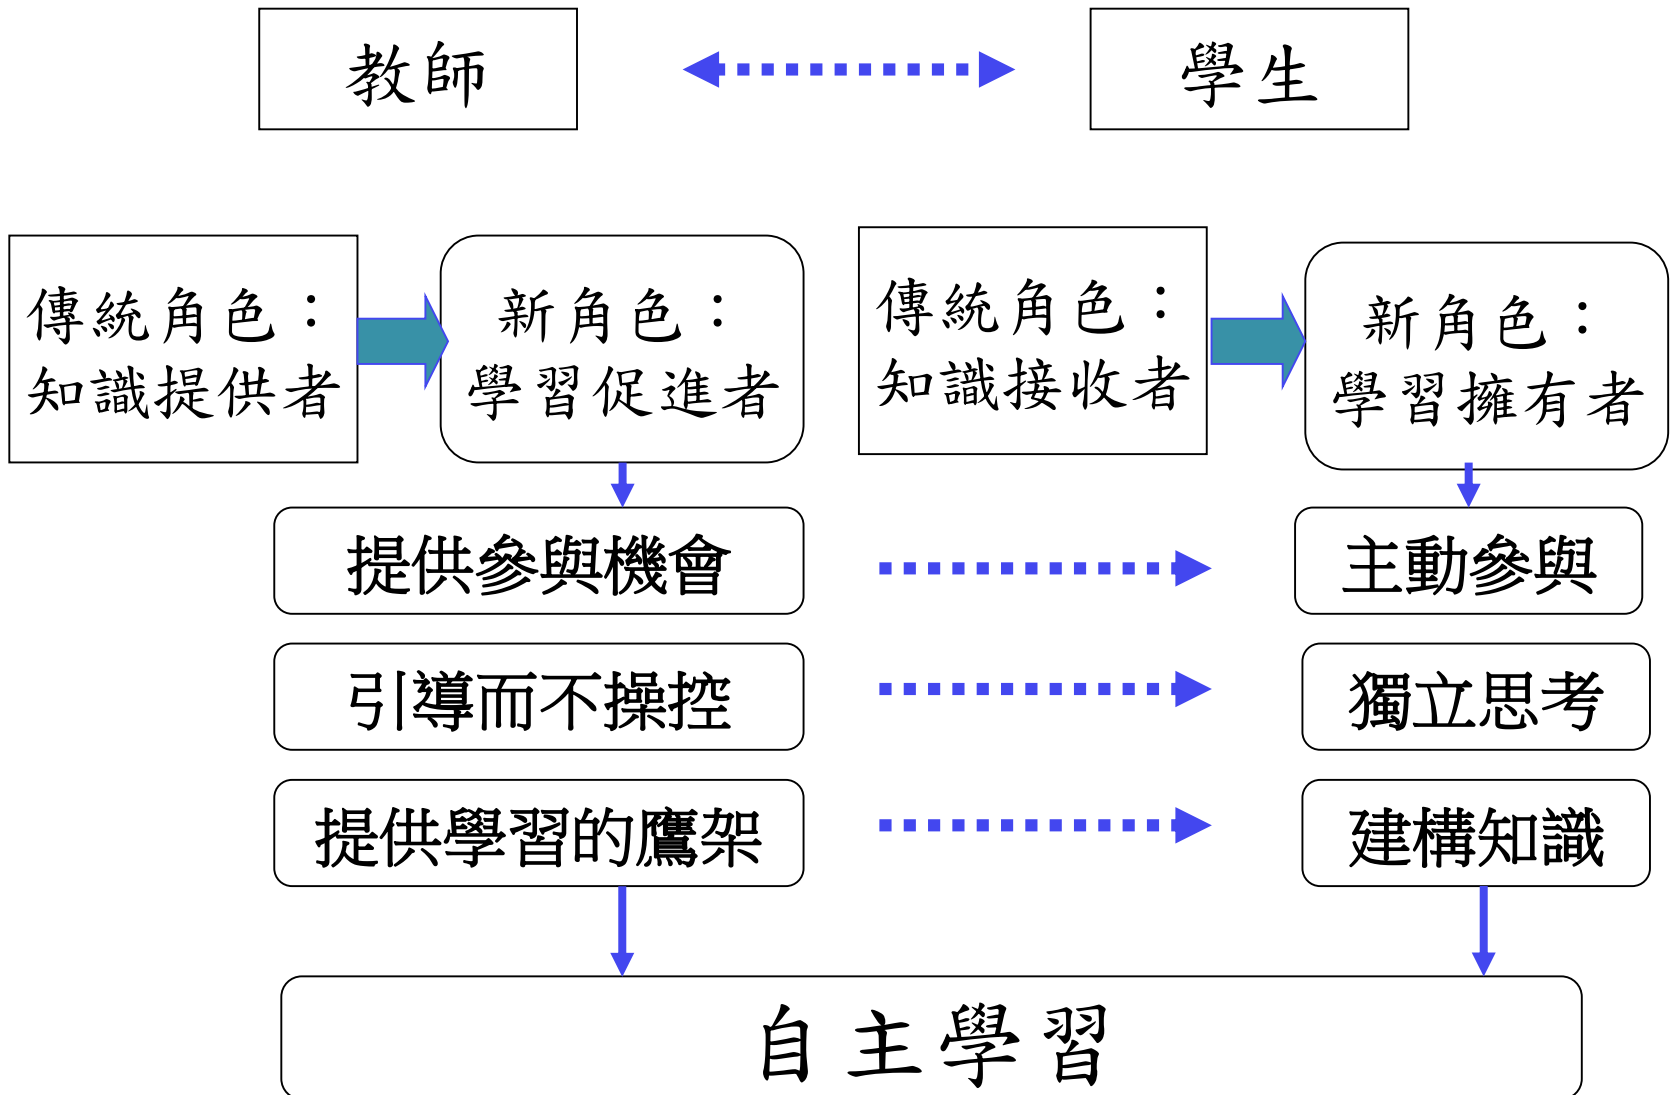 教師
學生
傳統角色：
知識提供者
新角色：
學習促進者
傳統角色：
知識接收者
新角色：
學習擁有者
提供參與機會
主動參與
引導而不操控
獨立思考
提供學習的鷹架
建構知識
自主學習